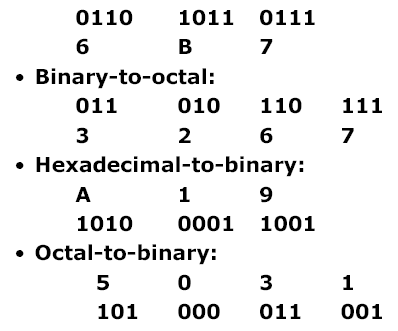 0110 1011 0111
6 B 7
• Binary-to-octal:
011 010 110 111
3 2 6 7
• Hexadecimal-to-binary:
A 1 9
1010 0001 1001
• Octal-to-binary:
5 0 3 1
101 000 011 001